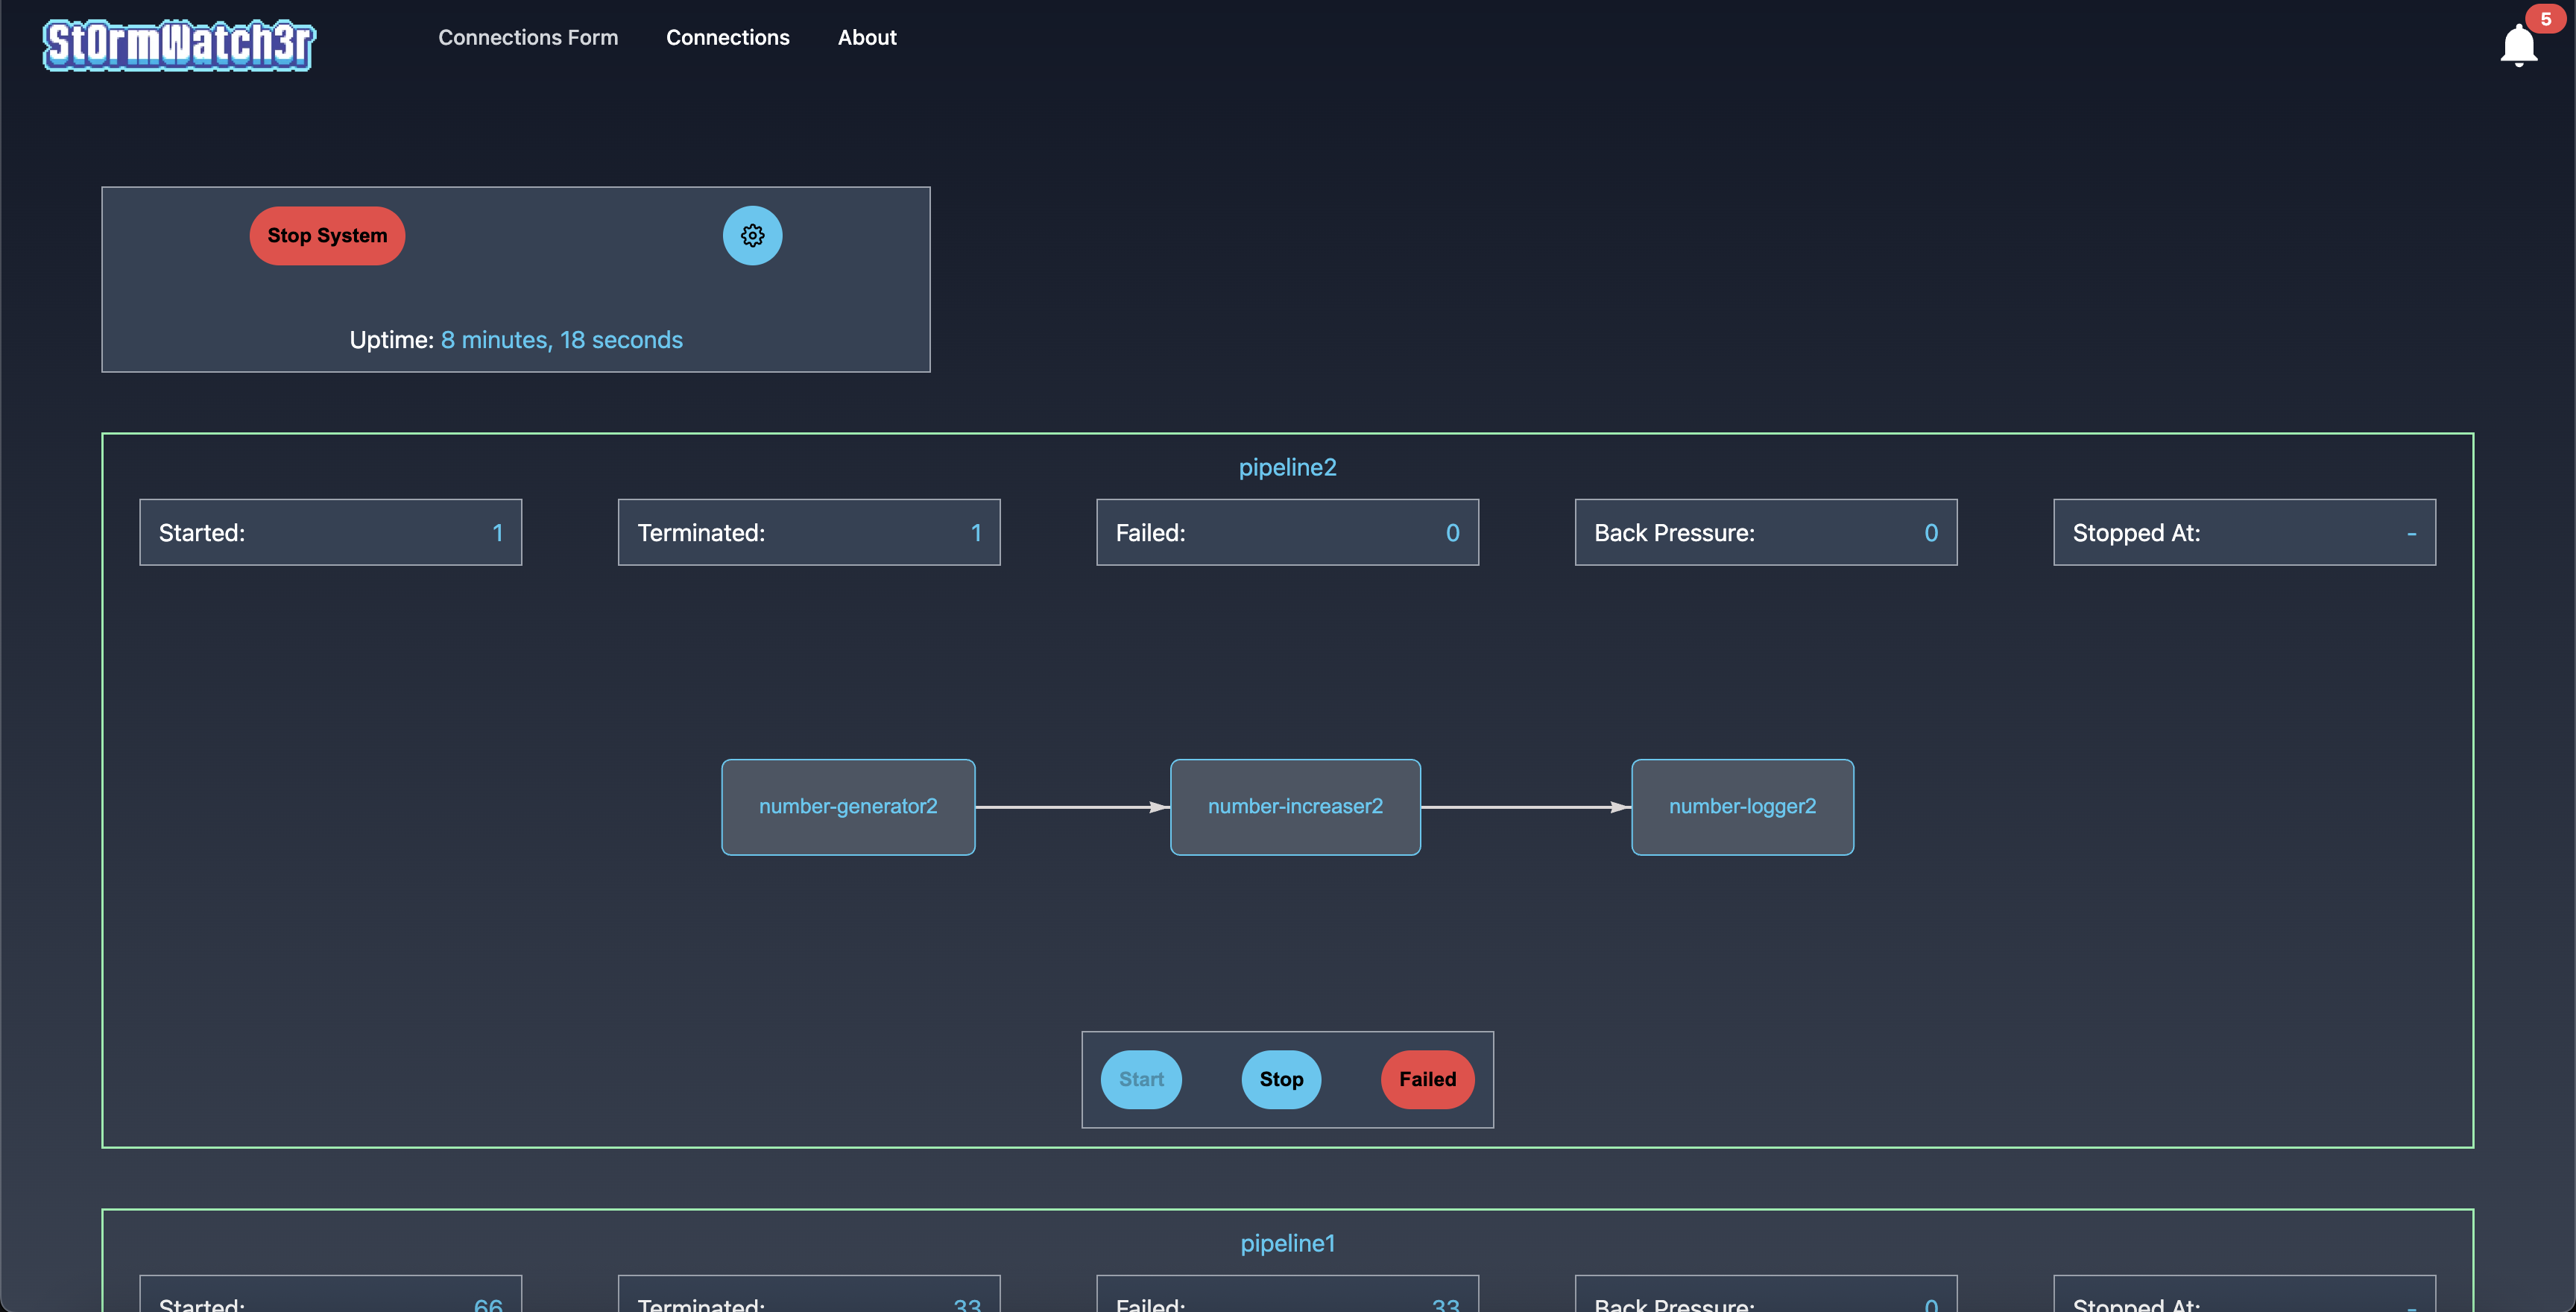 St0rmWatch3r
Connections Form Connections About
5
Stop System
Uptime: 8 minutes, 18 seconds
pipeline2
Started: 1 Terminated: 1 Failed: 0 Back Pressure: 0 Stopped At: -
number-generator2 number-increaser2 number-logger2
Start Stop Failed
pipeline1
Started: 66 Terminated: 33 Failed: 33 Back Pressure: 0 Stopped At: -